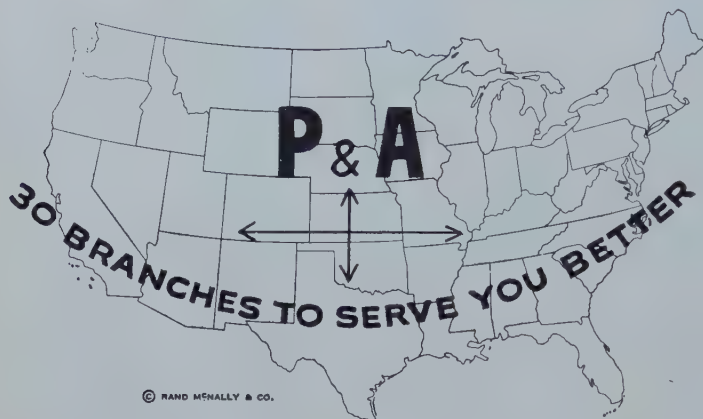 P & A
30 BRANCHES TO SERVE YOU BETTER
© RAND MCNALLY & CO.